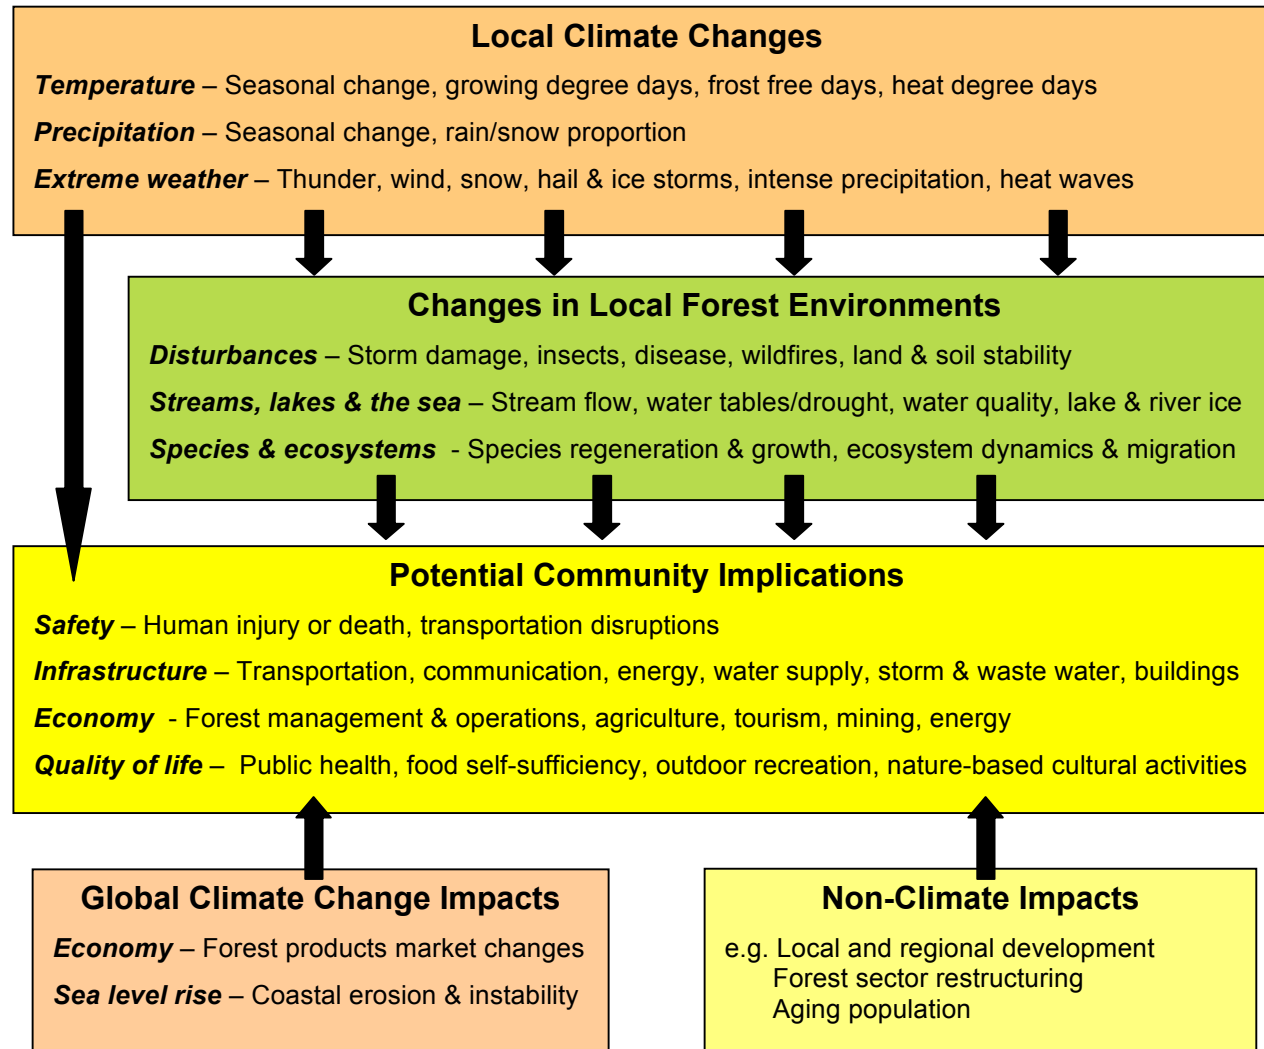 Local Climate Changes
Temperature – Seasonal change, growing degree days, frost free days, heat degree days
Precipitation – Seasonal change, rain/snow proportion
Extreme weather – Thunder, wind, snow, hail & ice storms, intense precipitation, heat waves
Changes in Local Forest Environments
Disturbances – Storm damage, insects, disease, wildfires, land & soil stability
Streams, lakes & the sea – Stream flow, water tables/drought, water quality, lake & river ice
Species & ecosystems - Species regeneration & growth, ecosystem dynamics & migration
Potential Community Implications
Safety – Human injury or death, transportation disruptions
Infrastructure – Transportation, communication, energy, water supply, storm & waste water, buildings
Economy - Forest management & operations, agriculture, tourism, mining, energy
Quality of life – Public health, food self-sufficiency, outdoor recreation, nature-based cultural activities
Global Climate Change Impacts
Economy – Forest products market changes
Sea level rise – Coastal erosion & instability
Non-Climate Impacts
e.g. Local and regional development
Forest sector restructuring
Aging population